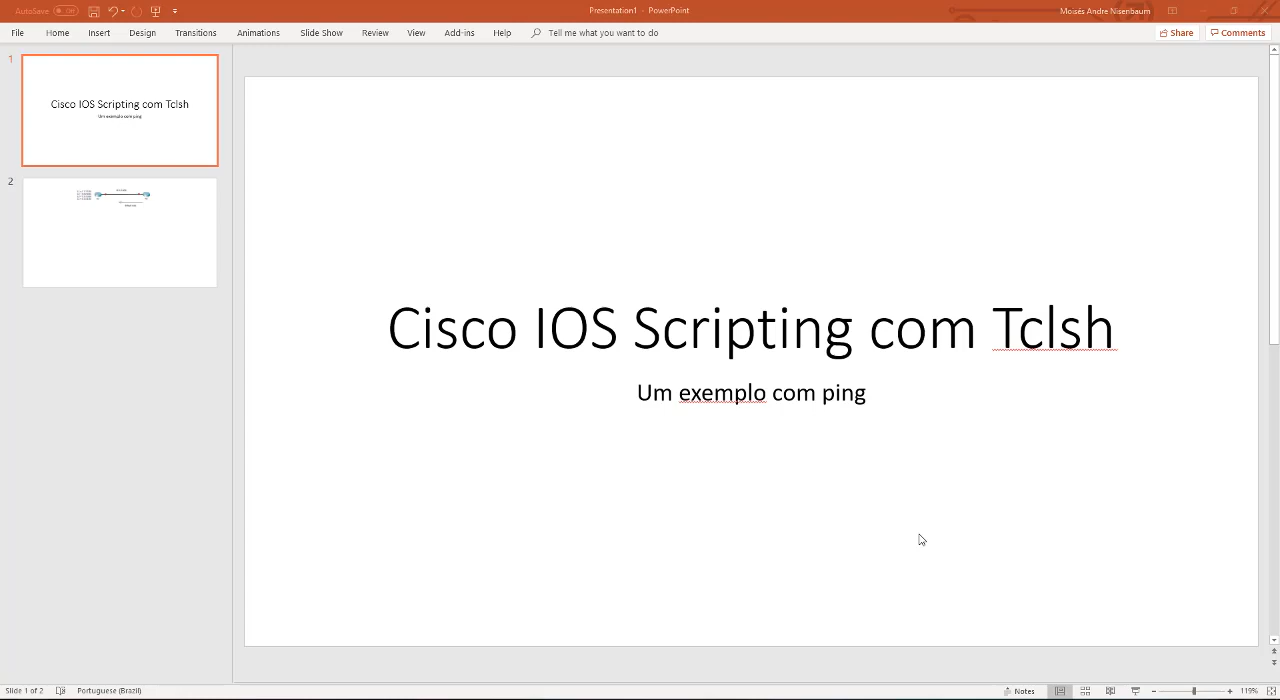 AutoSave Off
Presentation1 - PowerPoint
Moisés Andre Nisenbaum
File Home Insert Design Transitions Animations Slide Show Review View Add-ins Help Tell me what you want to do
Share Comments
1
Cisco IOS Scripting com Tclsh
Um exemplo com ping
2
Cisco IOS Scripting com Tclsh
Um exemplo com ping
Slide 1 of 2 Portuguese (Brazil)
Notes
119%